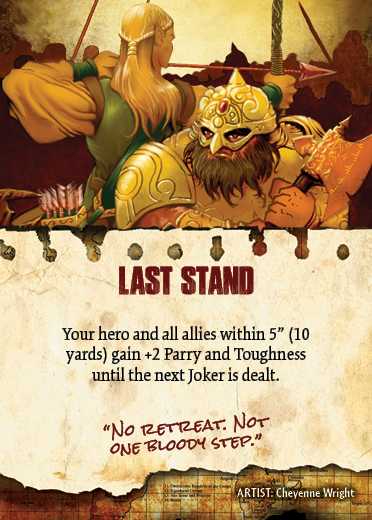 LAST STAND
Your hero and all allies within 5” (10
yards) gain +2 Parry and Toughness
until the next Joker is dealt.
“No retreat. Not
one bloody step.”
ARTIST: Cheyenne Wright